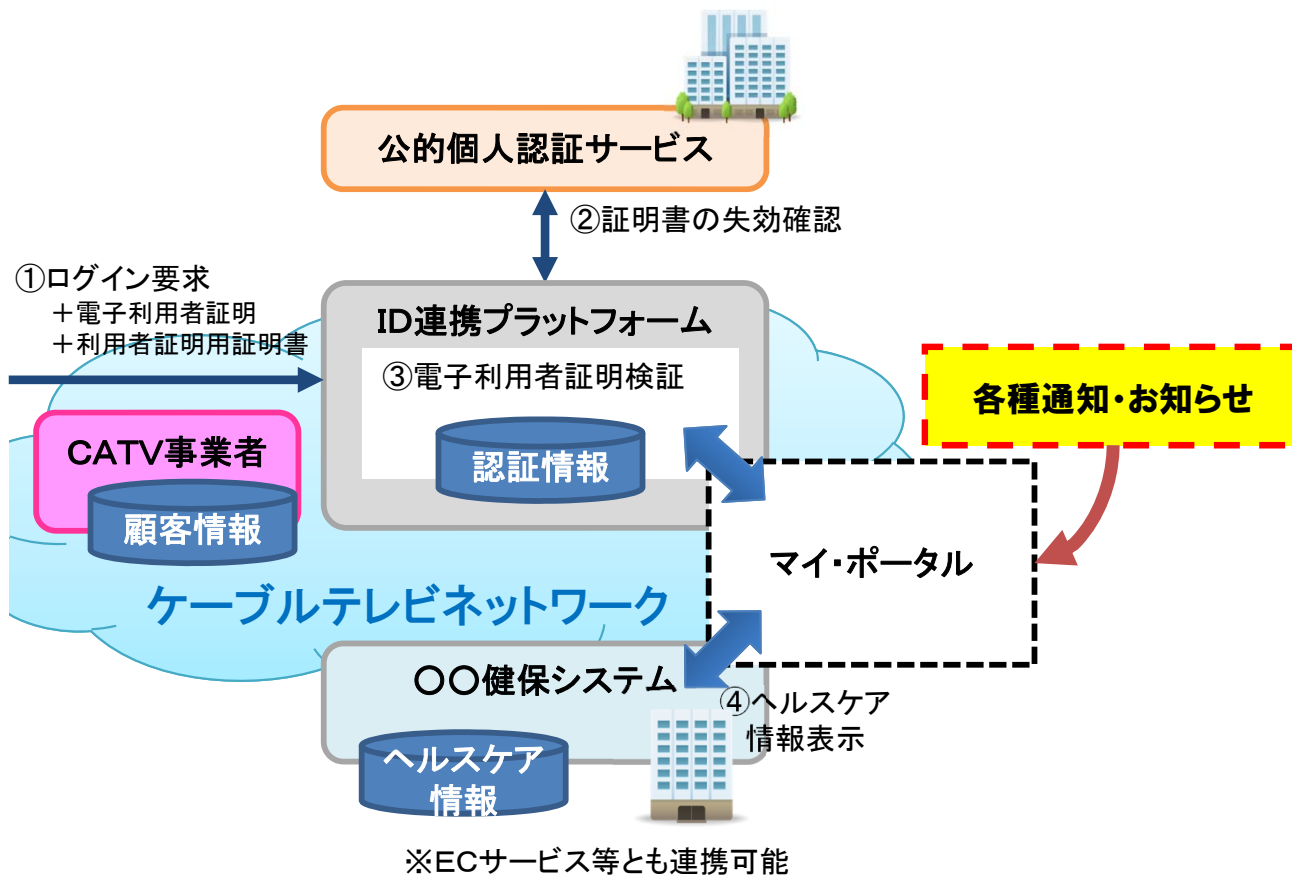 公的個人認証サービス
②証明書の失効確認
①ログイン要求
＋電子利用者証明
＋利用者証明用証明書
ID連携プラットフォーム
③電子利用者証明検証
認証情報
各種通知・お知らせ
CATV事業者
顧客情報
マイ・ポータル
ケーブルテレビネットワーク
〇〇健保システム
④ヘルスケア
情報表示
ヘルスケア
情報
※ECサービス等とも連携可能